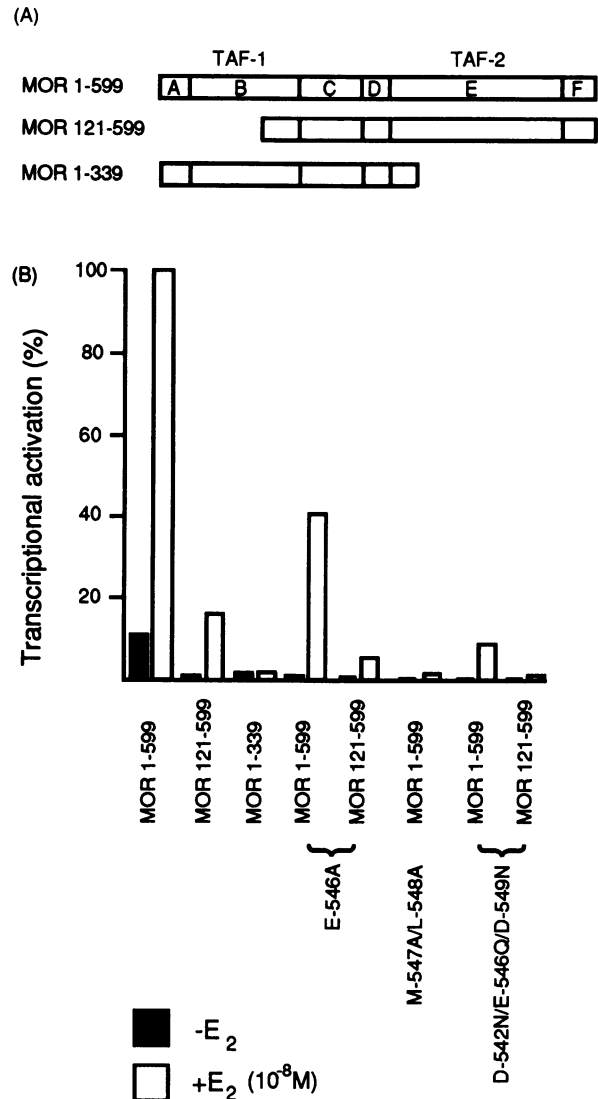 (A)
TAF-1 TAF-2
MOR 1-599 A B C D E F
MOR 121-599
MOR 1-339
(B)
Transcriptional activation (%)
100
80
60
40
20
MOR 1-599
MOR 121-599
MOR 1-339
MOR 1-599
MOR 121-599
MOR 1-599
MOR 1-599
MOR 121-599
E-546A
M-547A/L-548A
D-542N/E-546Q/D-549N
-E2
+E2 (10-8M)